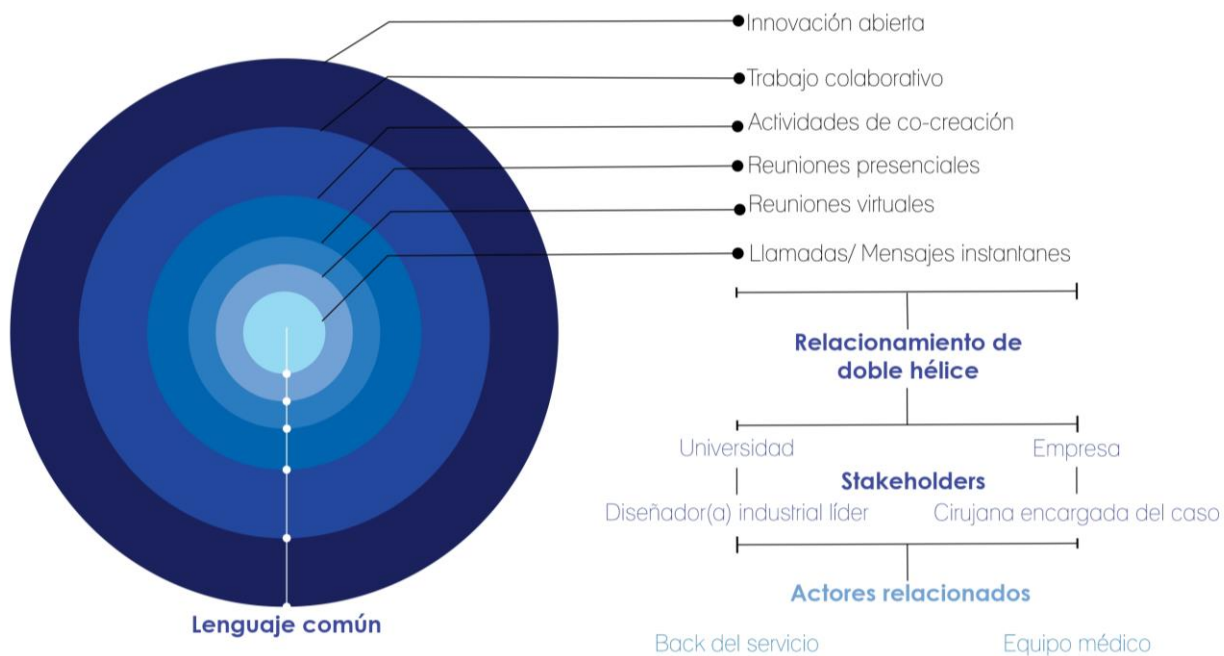 Innovación abierta
Trabajo colaborativo
Actividades de co-creación
Reuniones presenciales
Reuniones virtuales
Llamadas/ Mensajes instantanes
Relacionamiento de
doble hélice
Universidad
Empresa
Stakeholders
Diseñador(a) industrial líder
Cirujana encargada del caso
Actores relacionados
Lenguaje común
Back del servicio
Equipo médico